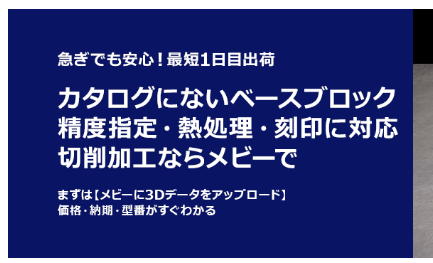 急ぎでも安心！最短1日目出荷
カタログにないベースブロック
精度指定・熱処理・刻印に対応
切削加工ならメビーで
まずは【メビーに3Dデータをアップロード】
価格・納期・型番がすぐわかる